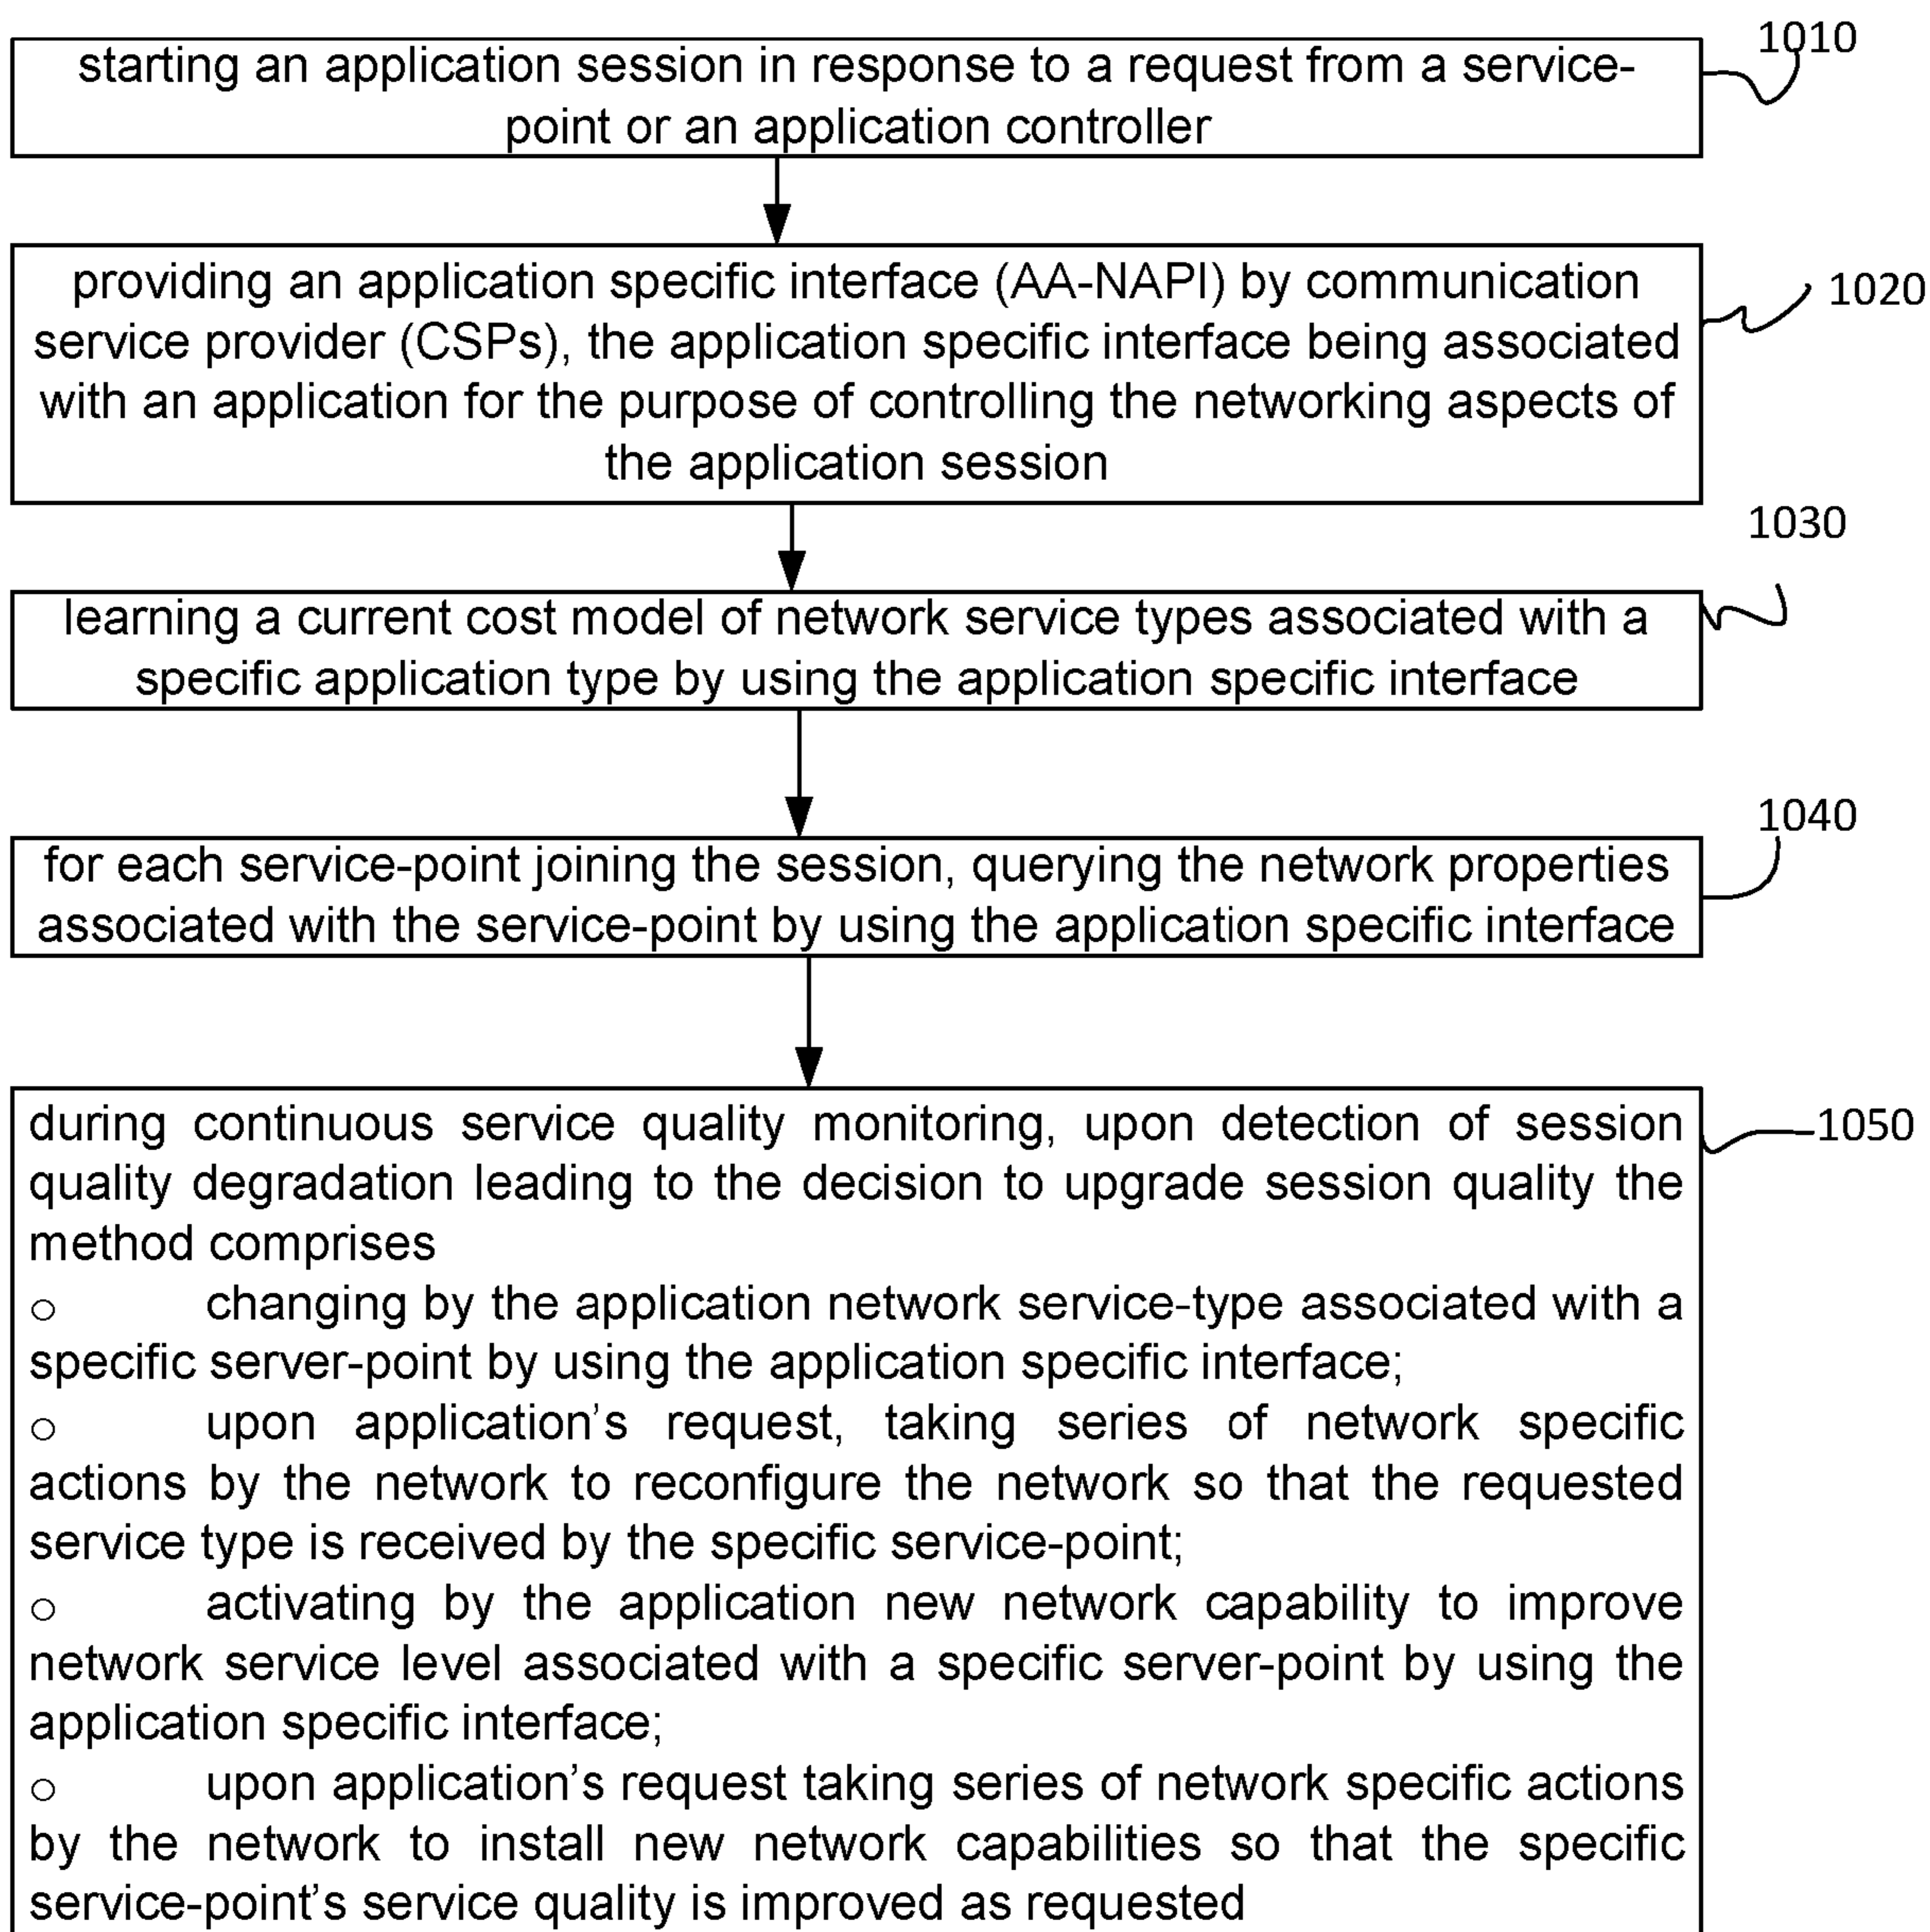 starting an application session in response to a request from a service-
point or an application controller
1010
providing an application specific interface (AA-NAPI) by communication
service provider (CSPs), the application specific interface being associated
with an application for the purpose of controlling the networking aspects of
the application session
1020
1030
learning a current cost model of network service types associated with a
specific application type by using the application specific interface
1040
for each service-point joining the session, querying the network properties
associated with the service-point by using the application specific interface
1050
during continuous service quality monitoring, upon detection of session
quality degradation leading to the decision to upgrade session quality the
method comprises
○ changing by the application network service-type associated with a
specific server-point by using the application specific interface;
○ upon application’s request, taking series of network specific
actions by the network to reconfigure the network so that the requested
service type is received by the specific service-point;
○ activating by the application new network capability to improve
network service level associated with a specific server-point by using the
application specific interface;
○ upon application’s request taking series of network specific actions
by the network to install new network capabilities so that the specific
service-point’s service quality is improved as requested